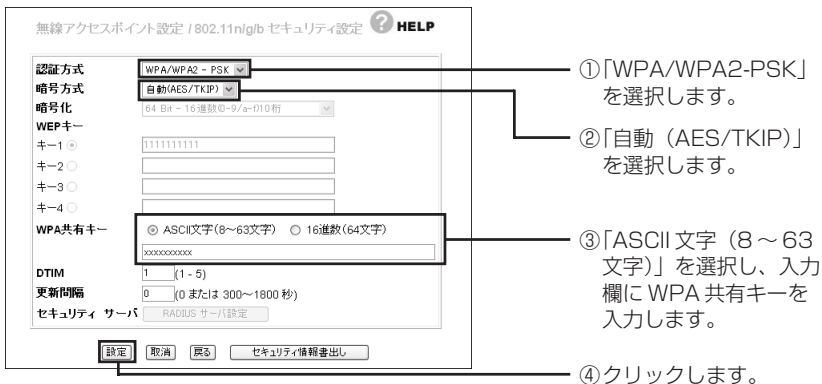 無線アクセスポイント設定 / 802.11n/g/b セキュリティ設定 ? HELP
認証方式 WPA/WPA2 - PSK
暗号方式 自動(AES/TKIP)
暗号化 64 Bit - 16進数(0-9/a-f)10桁
WEPキー
キー1 1111111111
キー2
キー3
キー4
WPA共有キー ASCII文字(8～63文字) 16進数(64文字)
xxxxxxxxxx
DTIM 1 (1 - 5)
更新間隔 0 (0 または 300～1800 秒)
セキュリティ サーバ RADIUS サーバ設定
設定 取消 戻る セキュリティ情報書出し
①「WPA/WPA2-PSK」
を選択します。
②「自動（AES/TKIP）」
を選択します。
③「ASCII 文字（8 ～ 63
文字）」を選択し、入力
欄に WPA 共有キーを
入力します。
④クリックします。